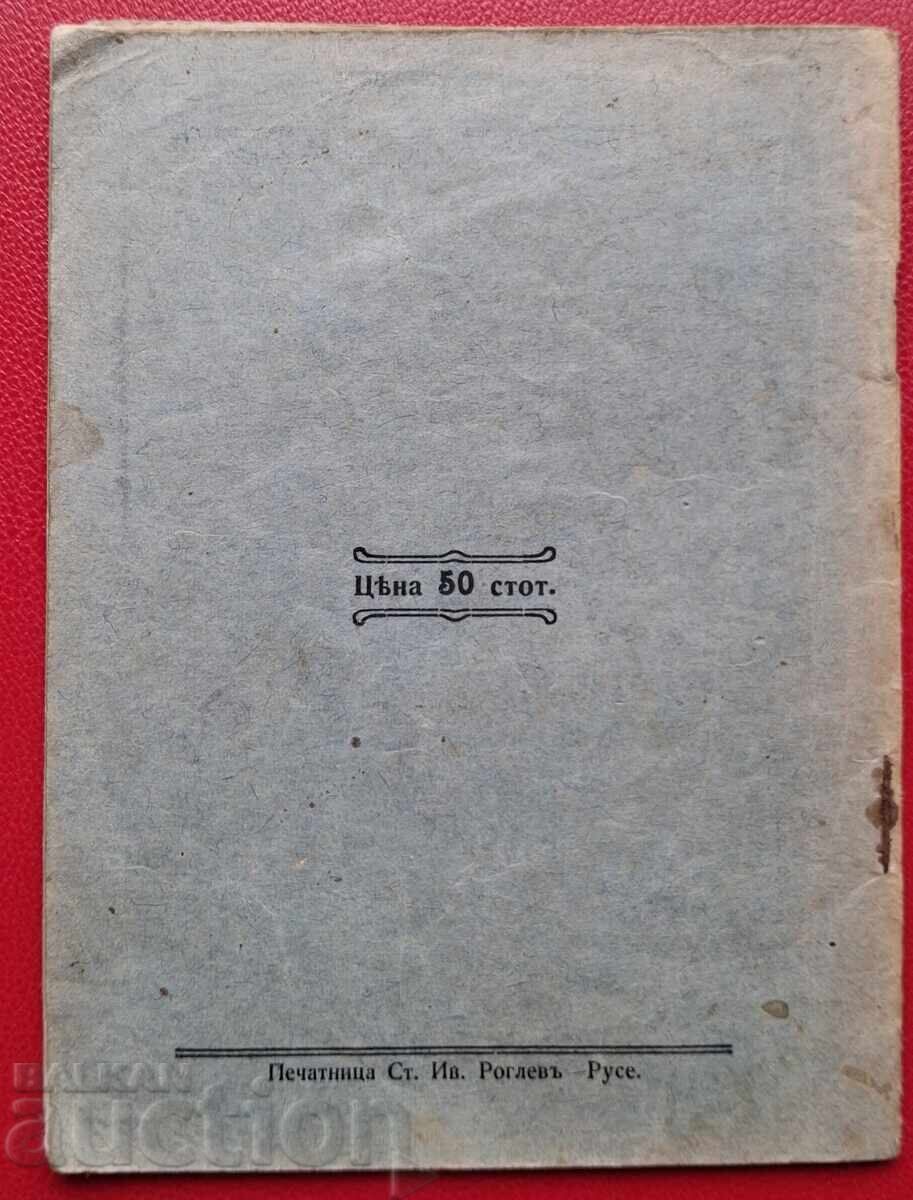 Цѣна 50 стот.
Печатница Ст. Ив. Роглевъ —Русе.
BALKAN
auction